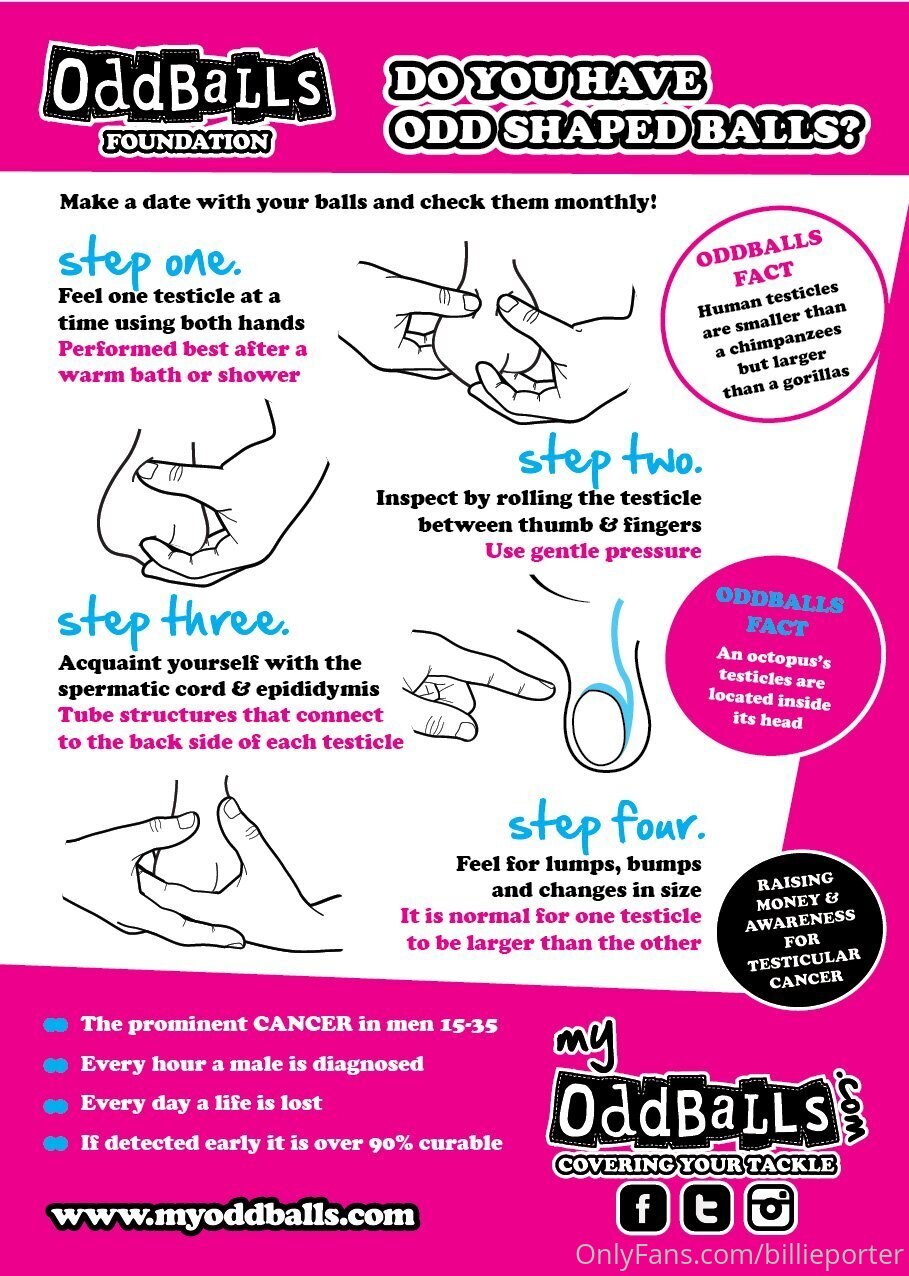 OddBaLLs
FOUNDATION
DO YOU HAVE
ODD SHAPED BALLS?
Make a date with your balls and check them monthly!
step one.
Feel one testicle at a
time using both hands
Performed best after a
warm bath or shower
ODDBALLS
FACT
Human testicles
are smaller than
a chimpanzees
but larger
than a gorillas
step two.
Inspect by rolling the testicle
between thumb & fingers
Use gentle pressure
step three.
Acquaint yourself with the
spermatic cord & epididymis
Tube structures that connect
to the back side of each testicle
ODDBALLS
FACT
An octopus's
testicles are
located inside
its head
step four.
Feel for lumps, bumps
and changes in size
It is normal for one testicle
to be larger than the other
RAISING
MONEY &
AWARENESS
FOR
TESTICULAR
CANCER
The prominent CANCER in men 15-35
Every hour a male is diagnosed
Every day a life is lost
If detected early it is over 90% curable
www.myoddballs.com
my
OddBaLLs.com
COVERING YOUR TACKLE
OnlyFans.com/billieporter